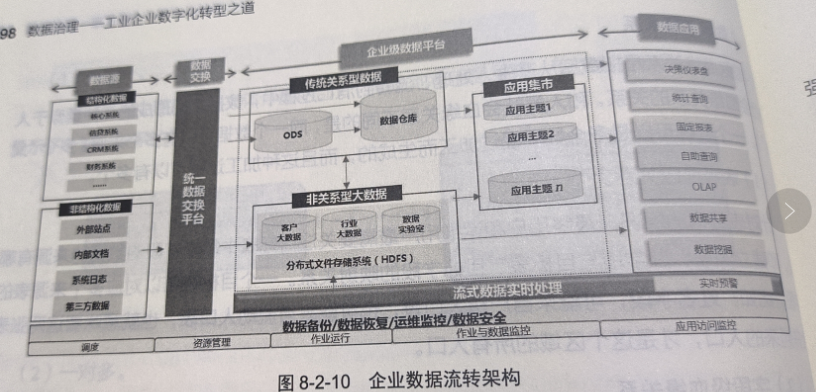 98 数据治理——工业企业数字化转型之道
数据源
数据
交换
企业级数据平台
数据应用
结构化数据
核心系统
信贷系统
CRM系统
财务系统
......
非结构化数据
外部站点
内部文档
系统日志
第三方数据
统一
数据
交换
平台
传统关系型数据
ODS
数据仓库
非关系型大数据
客户
大数据
行业
大数据
数据
实验室
分布式文件存储系统（HDFS）
应用集市
应用主题1
应用主题2
...
应用主题 n
决策仪表盘
统计查询
固定报表
自助查询
OLAP
数据共享
数据挖掘
流式数据实时处理
实时预警
数据备份/数据恢复/运维监控/数据安全
调度
资源管理
作业运行
作业与数据监控
应用访问监控
图 8-2-10 企业数据流转架构